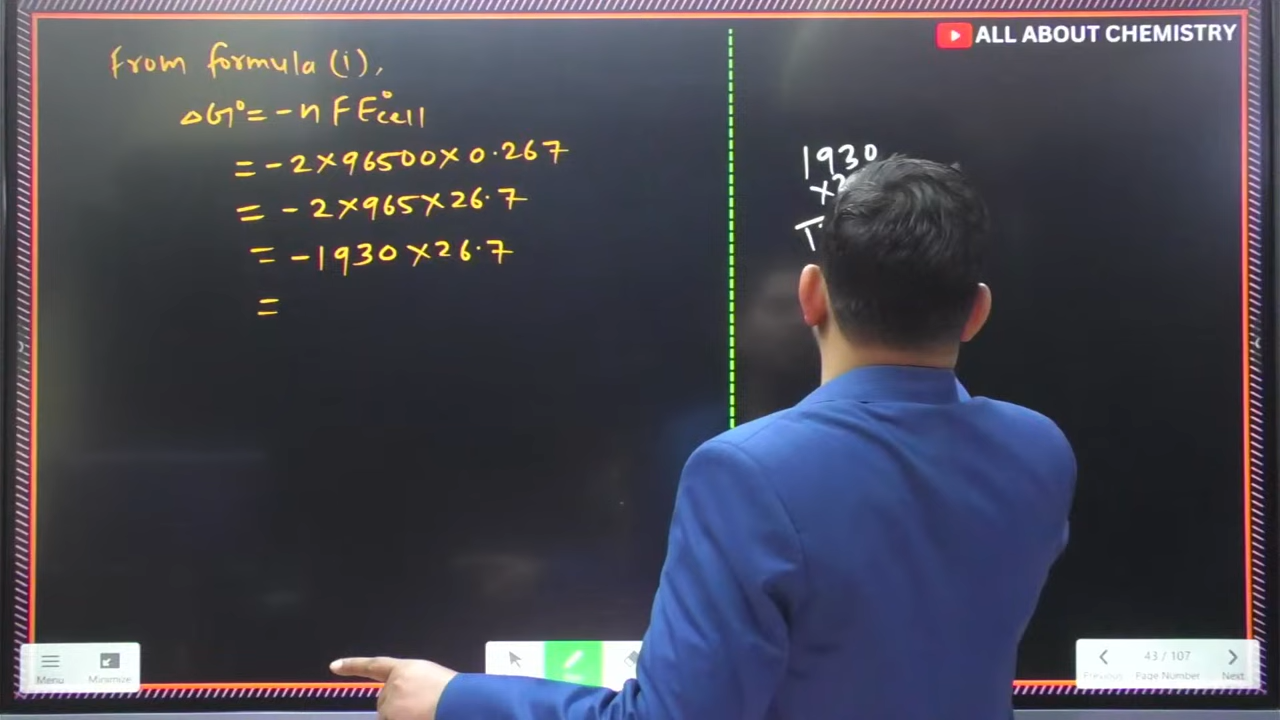 ALL ABOUT CHEMISTRY
From formula (i),
ΔG° = -nFE°cell
= -2×96500×0.267
= -2×965×26.7
= -1930×26.7
=
1930
Menu
Minimize
43 / 107
Previous Page Number Next